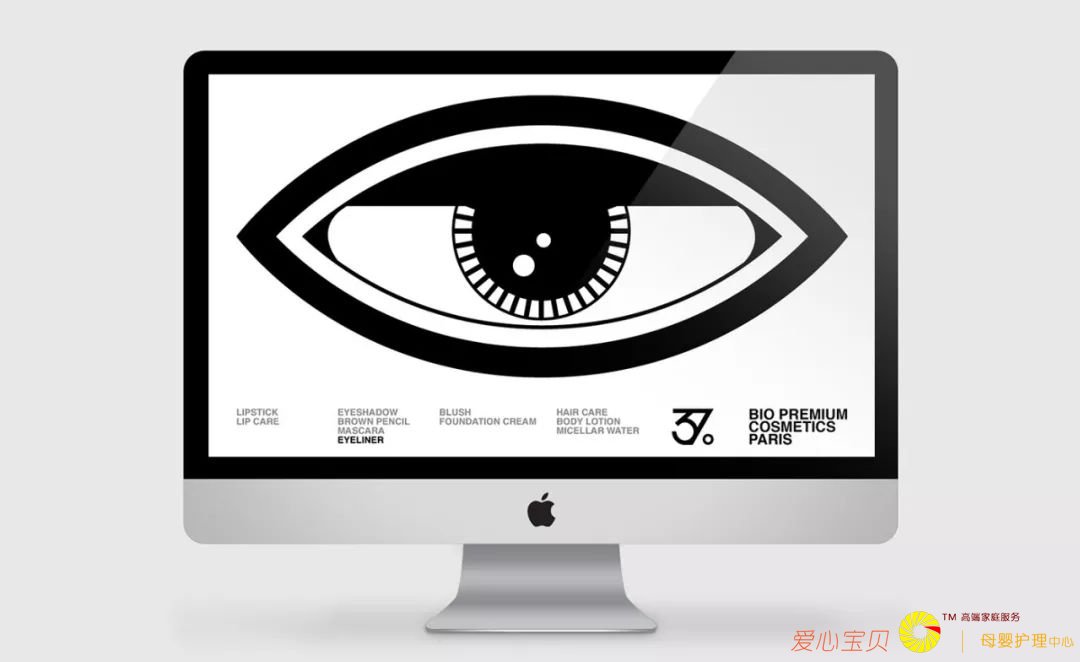 LIPSTICK
LIP CARE
EYESHADOW
BROWN PENCIL
MASCARA
EYELINER
BLUSH
FOUNDATION CREAM
HAIR CARE
BODY LOTION
MICELLAR WATER
37°
BIO PREMIUM
COSMETICS
PARIS
爱心宝贝
TM 高端家庭服务
母婴护理中心